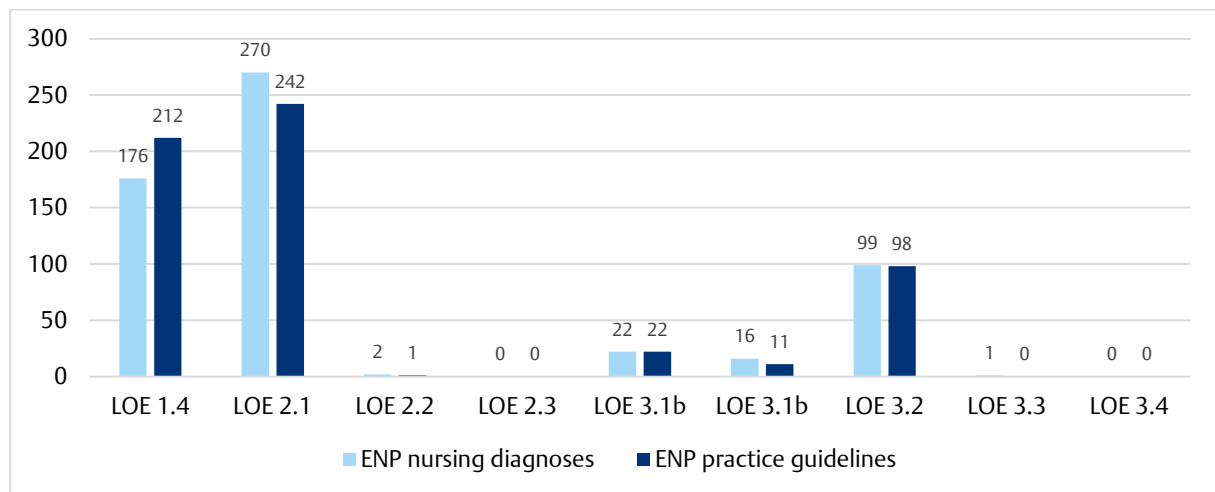 300
250
200
150
100
50
0
176
212
270
242
2
1
0
0
22
22
16
11
99
98
1
0
0
0
LOE 1.4
LOE 2.1
LOE 2.2
LOE 2.3
LOE 3.1b
LOE 3.1b
LOE 3.2
LOE 3.3
LOE 3.4
ENP nursing diagnoses
ENP practice guidelines